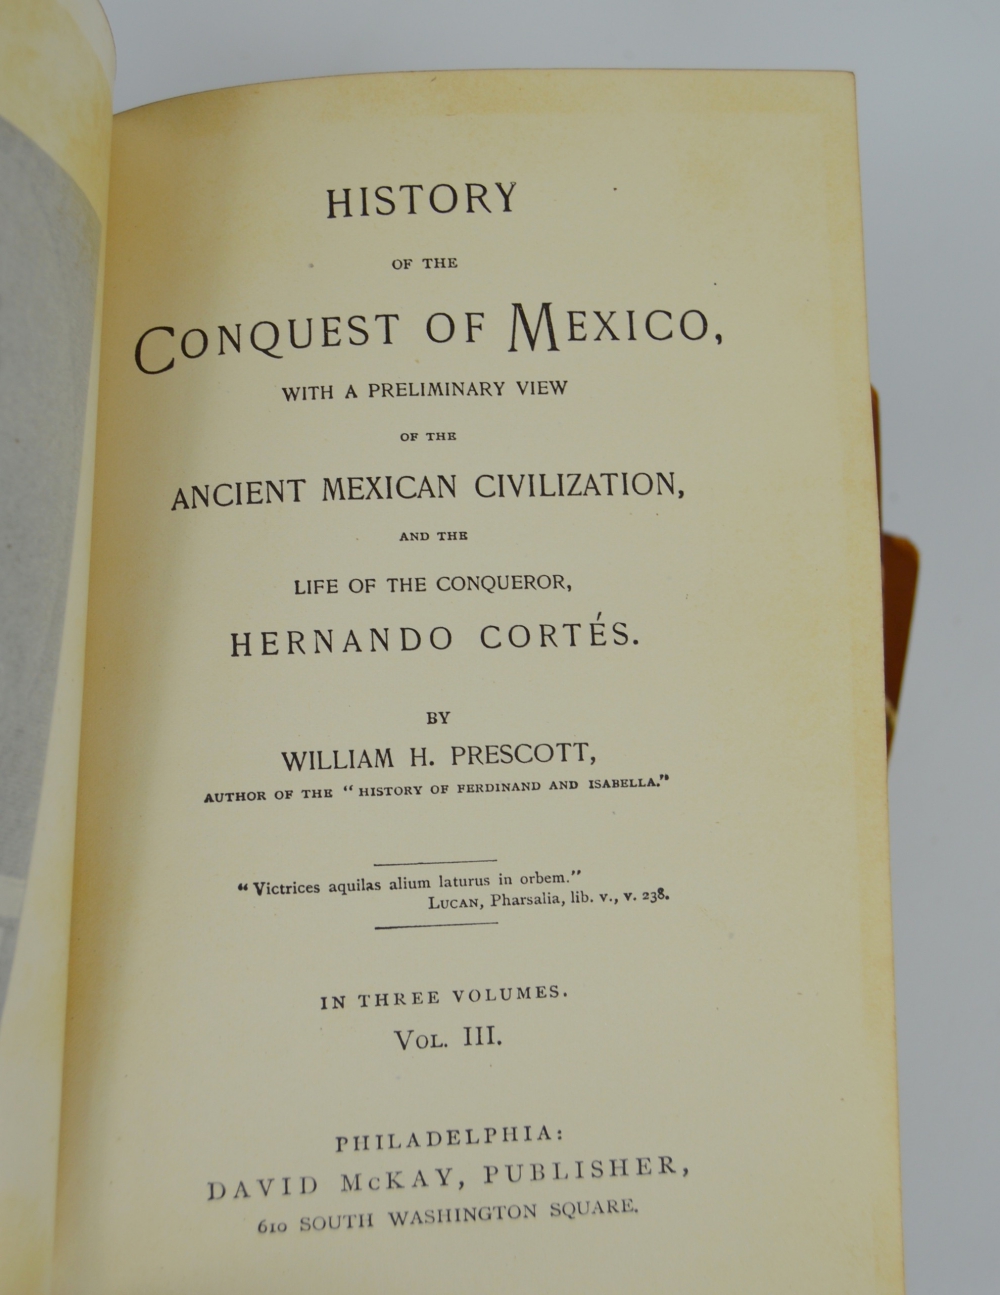 HISTORY
OF THE
CONQUEST OF MEXICO,
WITH A PRELIMINARY VIEW
OF THE
ANCIENT MEXICAN CIVILIZATION,
AND THE
LIFE OF THE CONQUEROR,
HERNANDO CORTÉS.
BY
WILLIAM H. PRESCOTT,
AUTHOR OF THE "HISTORY OF FERDINAND AND ISABELLA."
"Victrices aquilas alium laturus in orbem."
LUCAN, Pharsalia, lib. v., v. 238.
IN THREE VOLUMES.
VOL. III.
PHILADELPHIA:
DAVID McKAY, PUBLISHER,
610 SOUTH WASHINGTON SQUARE.